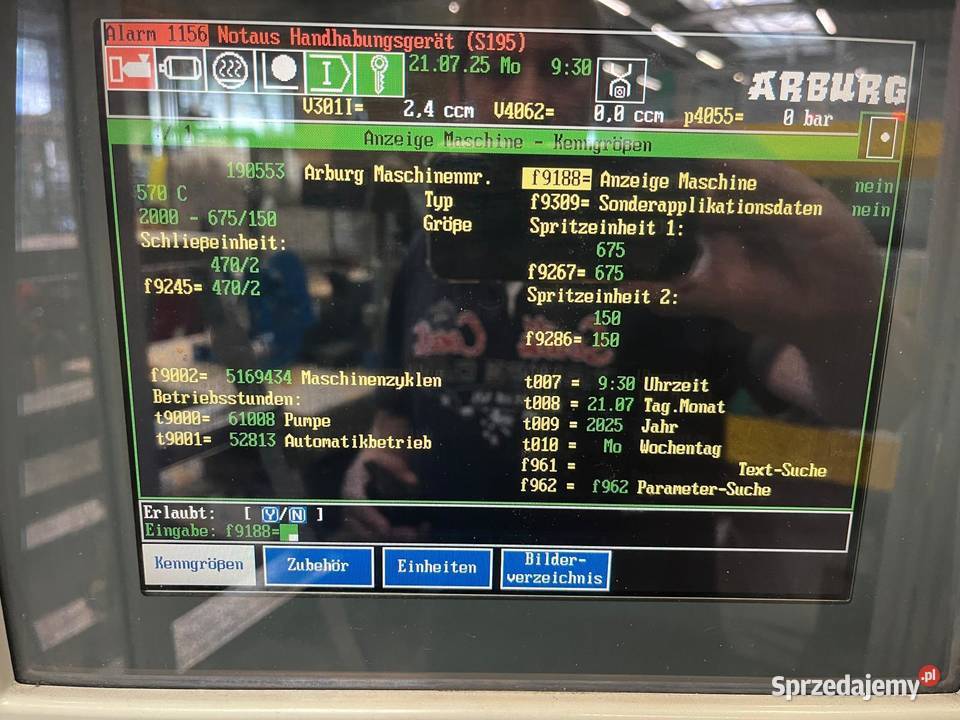 Alarm 1156 Notaus Handhabungsgerät (S195)
21.07.25 Mo 9:30
ARBURG
V301I= 2,4 ccm V4062= 0,0 ccm p4055= 0 bar
Anzeige Maschine - Kenngrößen
190553 Arburg Maschinennr.
570 C Typ
2000 - 675/150 Größe
Schließeinheit:
470/2
f9245= 470/2
f9188= Anzeige Maschine nein
f9309= Sonderapplikationsdaten nein
Spritzeinheit 1:
675
f9267= 675
Spritzeinheit 2:
150
f9286= 150
f9002= 5169434 Maschinenzyklen
Betriebsstunden:
t9000= 61008 Pumpe
t9001= 52813 Automatikbetrieb
t007 = 9:30 Uhrzeit
t008 = 21.07 Tag.Monat
t009 = 2025 Jahr
t010 = Mo Wochentag
f961 = Text-Suche
f962 = f962 Parameter-Suche
Erlaubt: [ Y/N ]
Eingabe: f9188=
Kenngrößen
Zubehör
Einheiten
Bilder-
verzeichnis
Sprzedajemy.pl